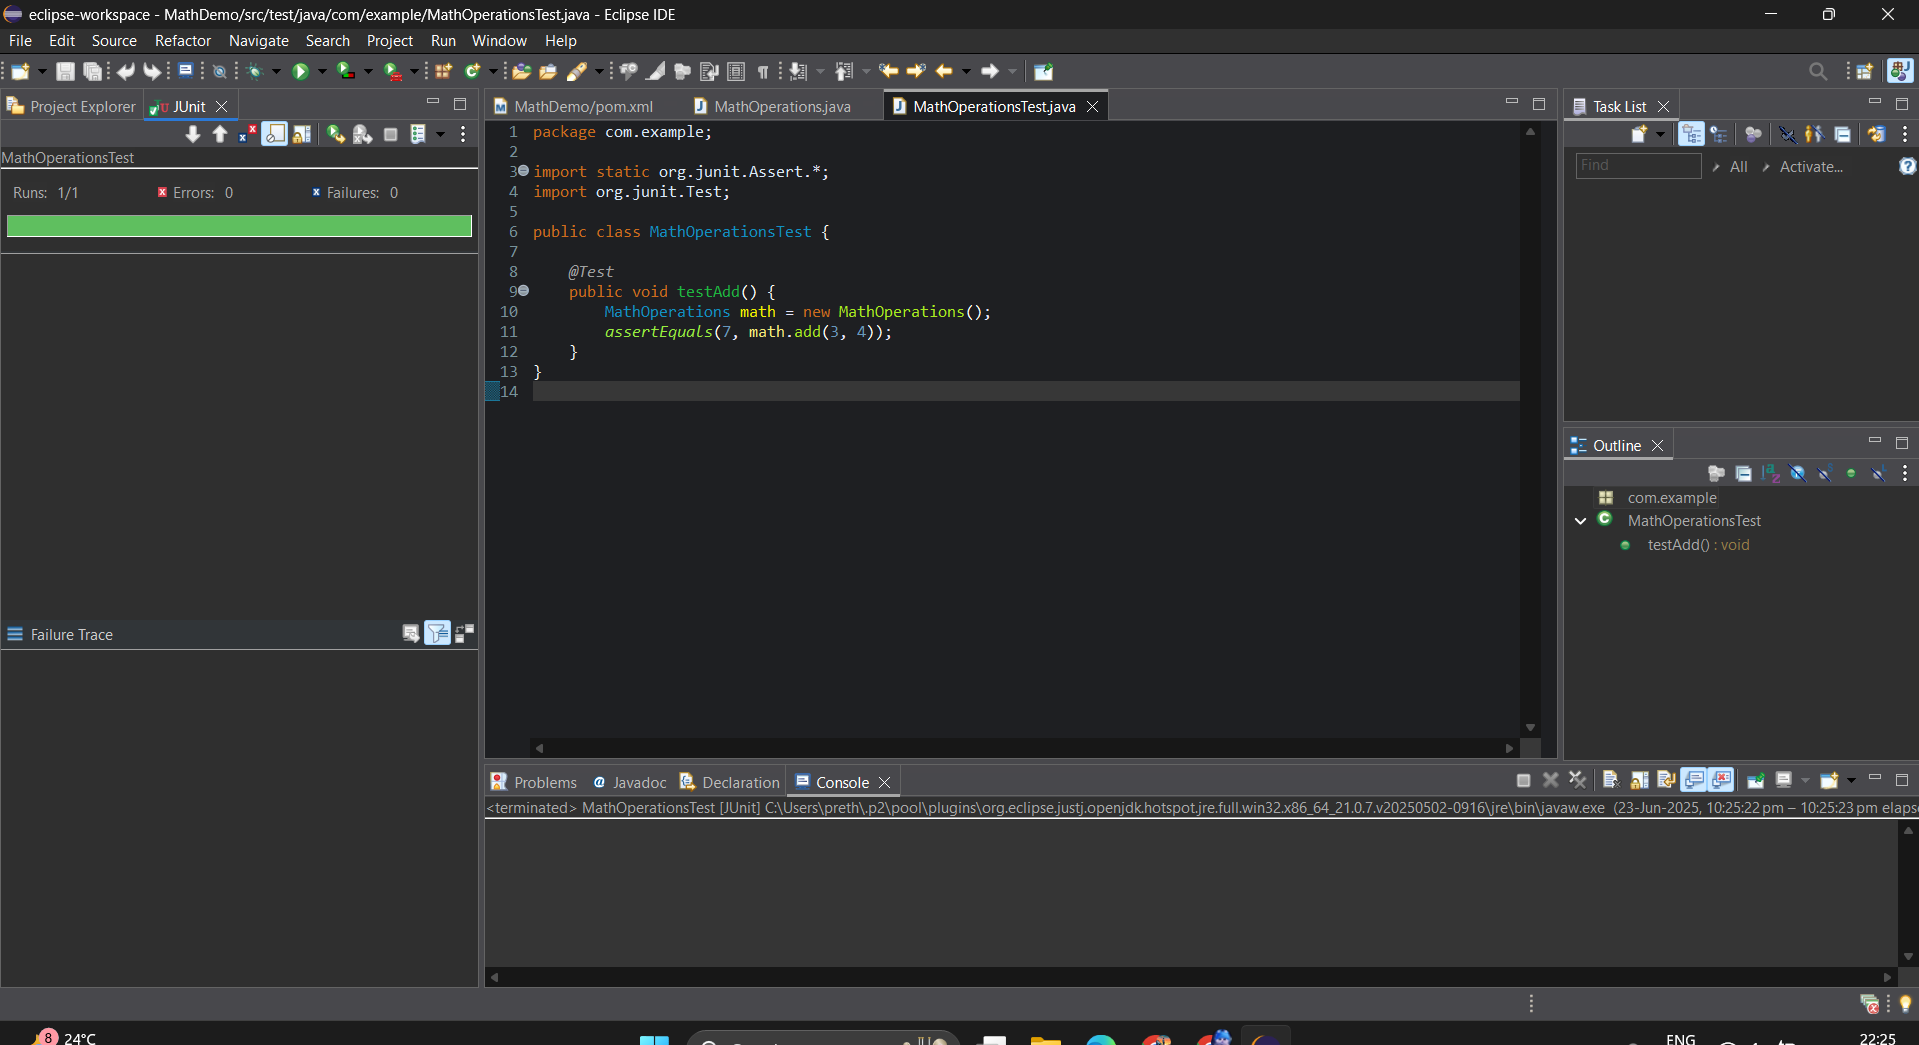 eclipse-workspace - MathDemo/src/test/java/com/example/MathOperationsTest.java - Eclipse IDE
File Edit Source Refactor Navigate Search Project Run Window Help
Project Explorer JUnit
MathOperationsTest
Runs: 1/1 Errors: 0 Failures: 0
Failure Trace
MathDemo/pom.xml MathOperations.java MathOperationsTest.java
1 package com.example;
2
3 import static org.junit.Assert.*;
4 import org.junit.Test;
5
6 public class MathOperationsTest {
7
8 @Test
9 public void testAdd() {
10 MathOperations math = new MathOperations();
11 assertEquals(7, math.add(3, 4));
12 }
13 }
14
Task List
Find All Activate...
Outline
com.example
MathOperationsTest
testAdd() : void
Problems @ Javadoc Declaration Console
<terminated> MathOperationsTest [JUnit] C:\Users\preth\.p2\pool\plugins\org.eclipse.justj.openjdk.hotspot.jre.full.win32.x86_64_21.0.7.v20250502-0916\jre\bin\javaw.exe (23-Jun-2025, 10:25:22 pm – 10:25:23 pm elaps
8 24°C
ENG
22:25